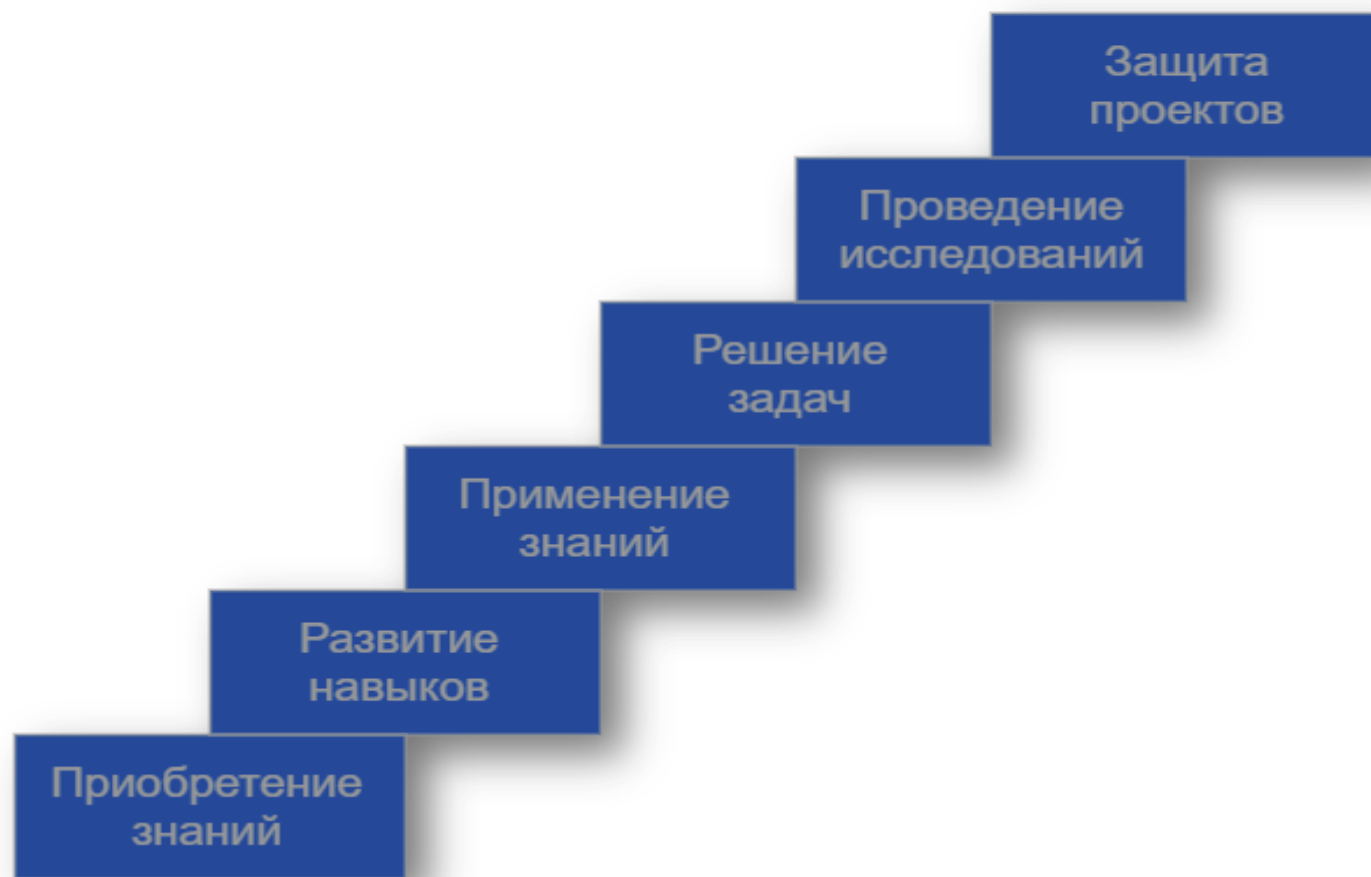 Защита
проектов
Проведение
исследований
Решение
задач
Применение
знаний
Развитие
навыков
Приобретение
знаний